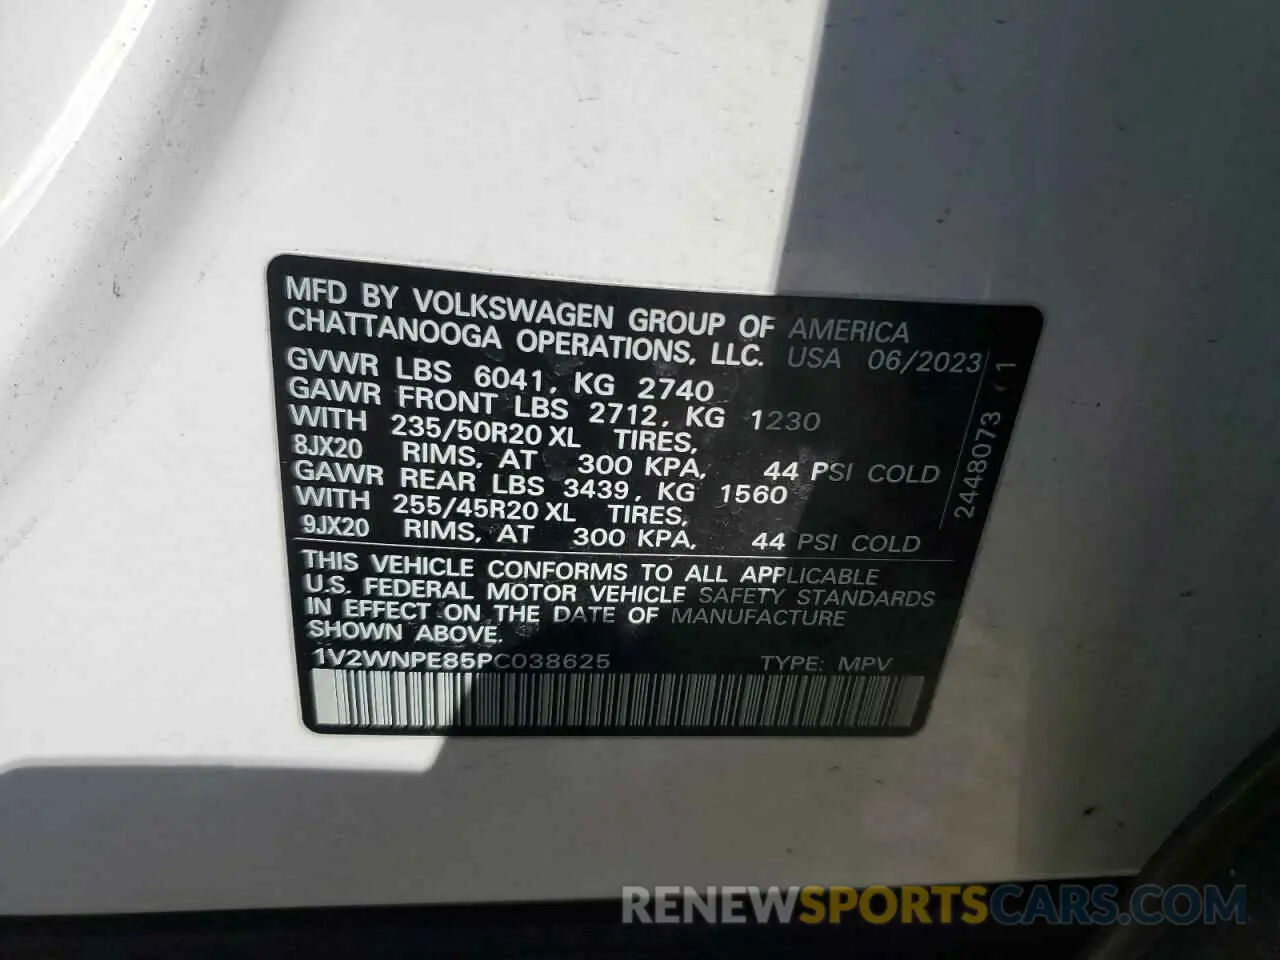 MFD BY VOLKSWAGEN GROUP OF AMERICA
CHATTANOOGA OPERATIONS, LLC. USA 06/2023
GVWR LBS 6041, KG 2740
GAWR FRONT LBS 2712, KG 1230
WITH 235/50R20 XL TIRES,
8JX20 RIMS, AT 300 KPA, 44 PSI COLD
GAWR REAR LBS 3439, KG 1560
WITH 255/45R20 XL TIRES,
9JX20 RIMS, AT 300 KPA, 44 PSI COLD
THIS VEHICLE CONFORMS TO ALL APPLICABLE
U.S. FEDERAL MOTOR VEHICLE SAFETY STANDARDS
IN EFFECT ON THE DATE OF MANUFACTURE
SHOWN ABOVE.
1V2WNPE85PC038625 TYPE: MPV
2448073
RENEWSPORTSCARS.COM